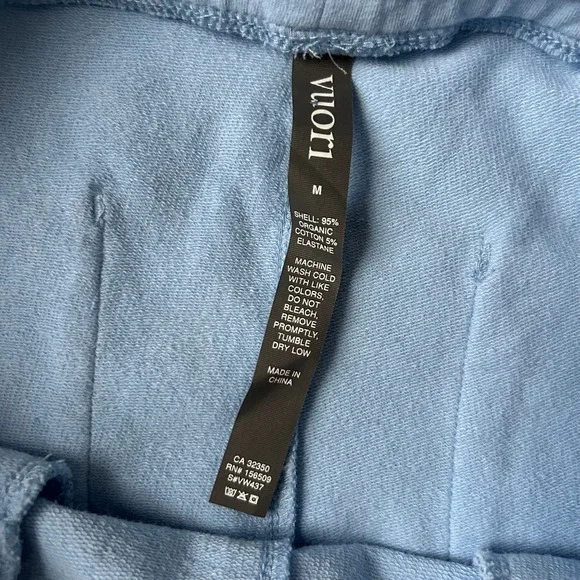 vuori
M
SHELL: 95%
ORGANIC
COTTON 5%
ELASTANE
MACHINE
WASH COLD
WITH LIKE
COLORS,
DO NOT
BLEACH,
REMOVE
PROMPTLY.
TUMBLE
DRY LOW
MADE IN
CHINA
CA 32350
RN# 156509
S#VW437